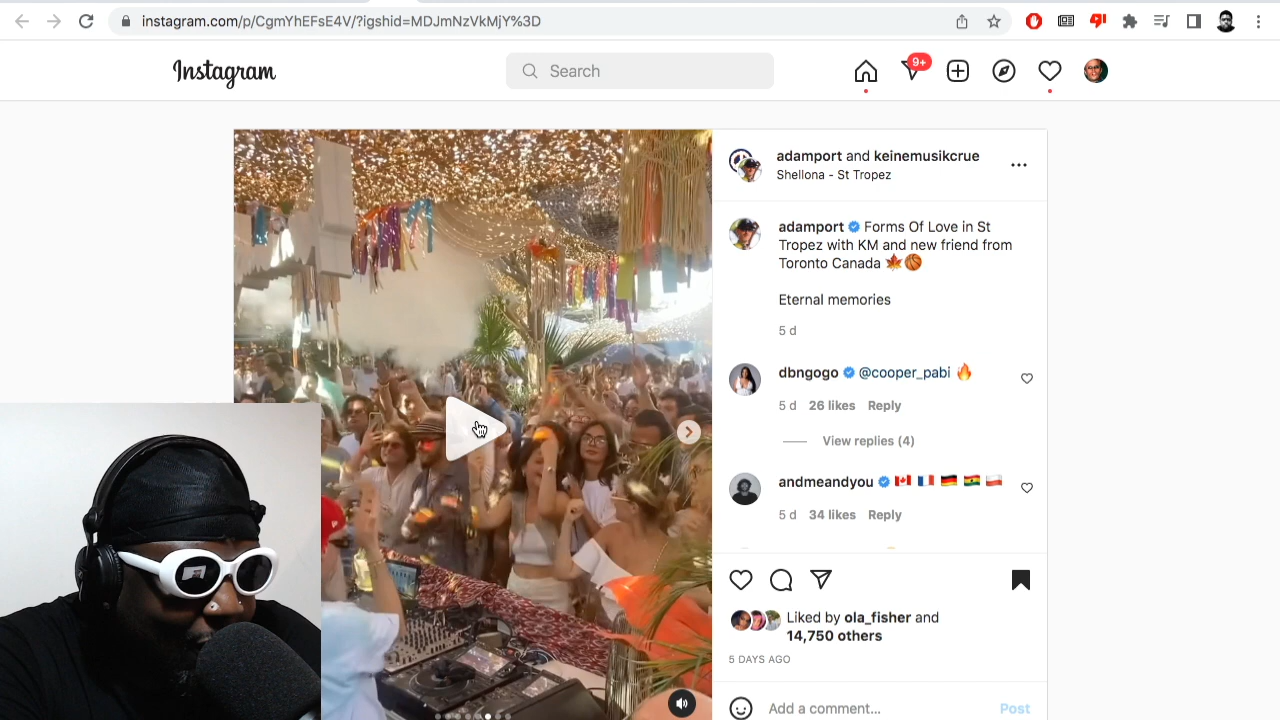 instagram.com/p/CgmYhEFsE4V/?igshid=MDJmNzVkMjY%3D
Instagram
Search
9+
adamport and keinemusikcrue
Shellona - St Tropez
adamport Forms Of Love in St
Tropez with KM and new friend from
Toronto Canada 🍁🏀
Eternal memories
5 d
dbngogo @cooper_pabi 🔥
5 d 26 likes Reply
View replies (4)
andmeandyou 🇨🇦 🇫🇷 🇩🇪 🇬🇭 🇵🇱
5 d 34 likes Reply
Liked by ola_fisher and
14,750 others
5 DAYS AGO
Add a comment... Post